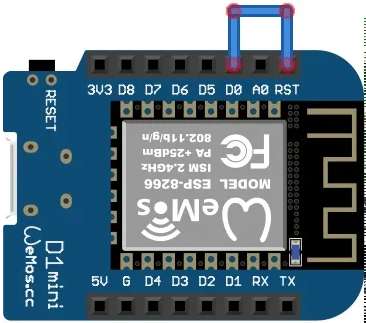 3V3 D8 D7 D6 D5 D0 A0 RST
RESET
802.11b/g/n
PA +25dBm
ISM 2.4GHz
MODEL ESP-8266
FC
WeMos
D1 mini
WeMos.cc
5V G D4 D3 D2 D1 RX TX